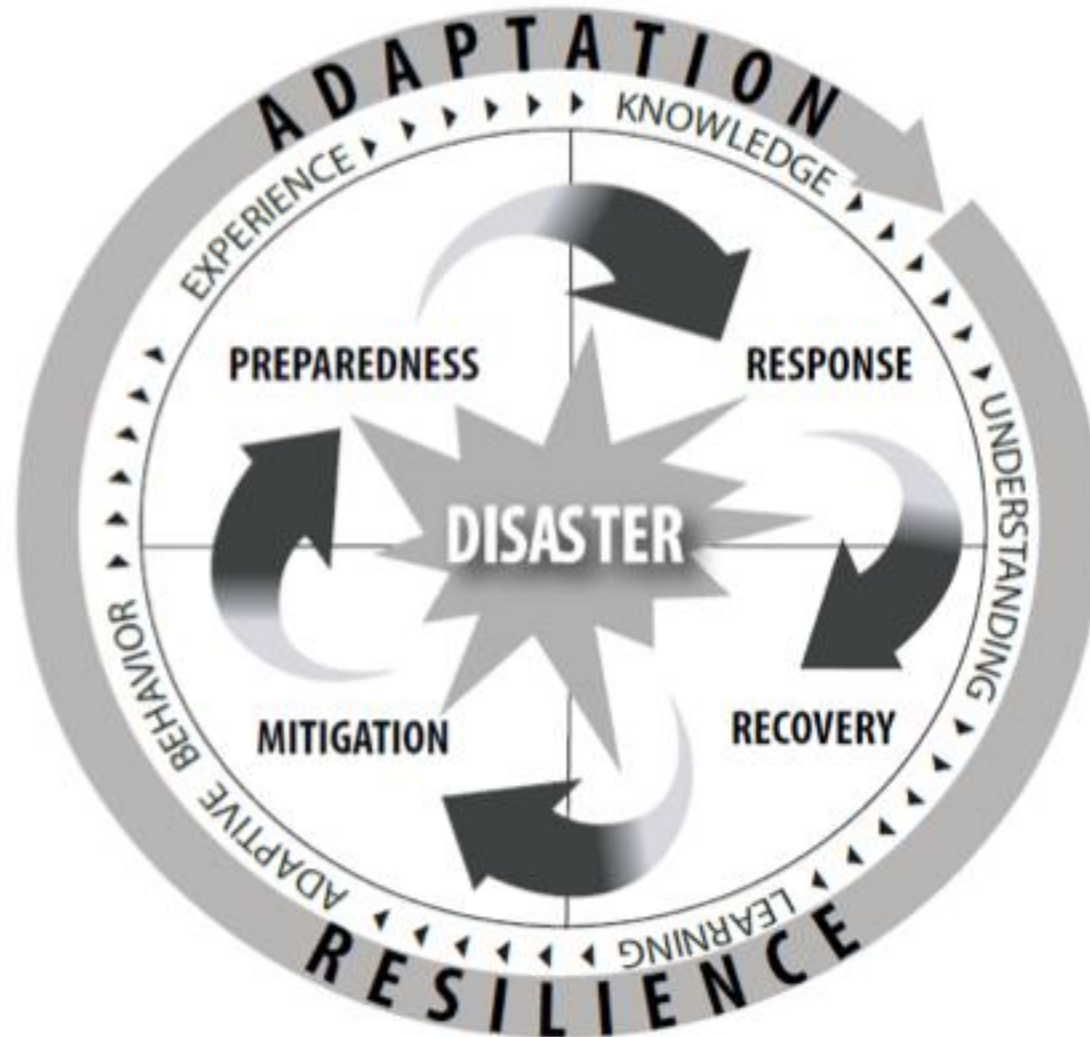 ADAPTATION
KNOWLEDGE
EXPERIENCE
PREPAREDNESS
RESPONSE
UNDERSTANDING
DISASTER
MITIGATION
RECOVERY
ADAPTIVE BEHAVIOR
LEARNING
RESILIENCE